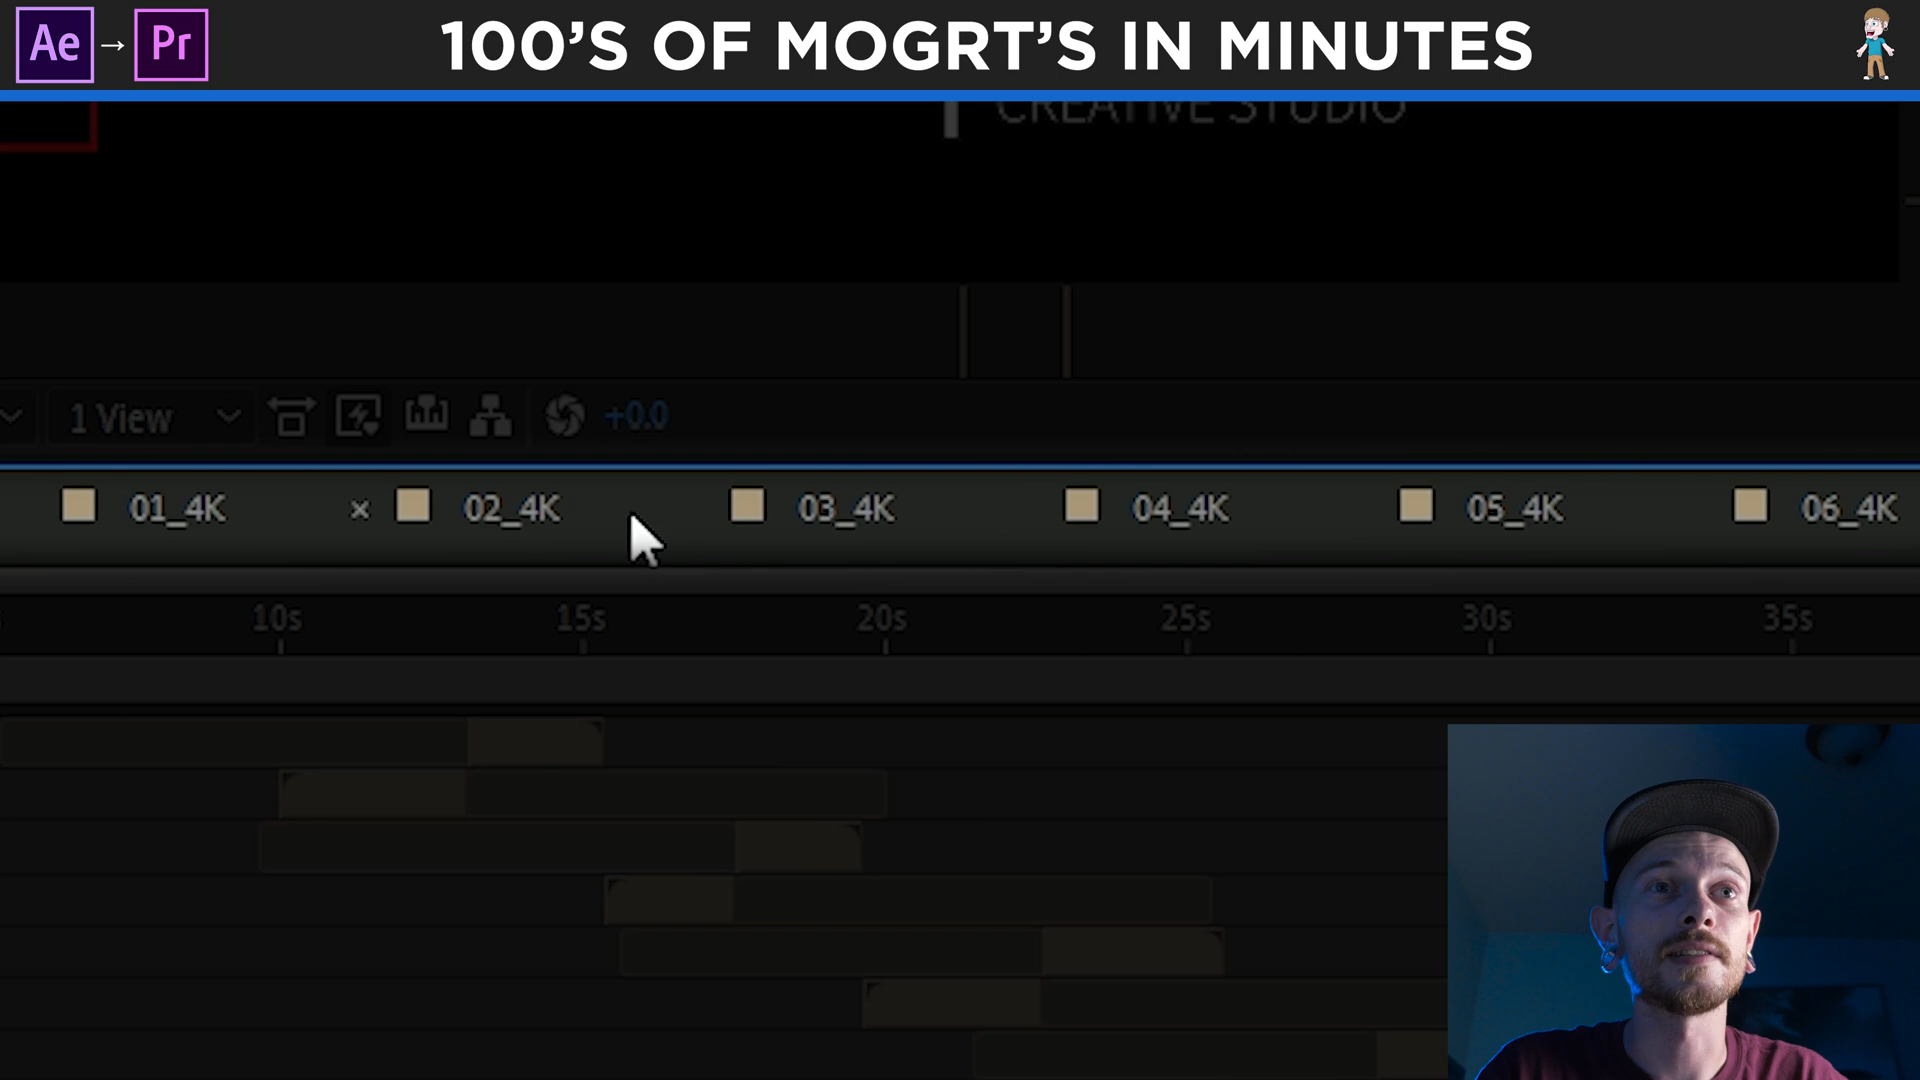 Ae → Pr 100'S OF MOGRT'S IN MINUTES
CREATIVE STUDIO
1 View +0.0
01_4K × 02_4K 03_4K 04_4K 05_4K 06_4K
10s 15s 20s 25s 30s 35s